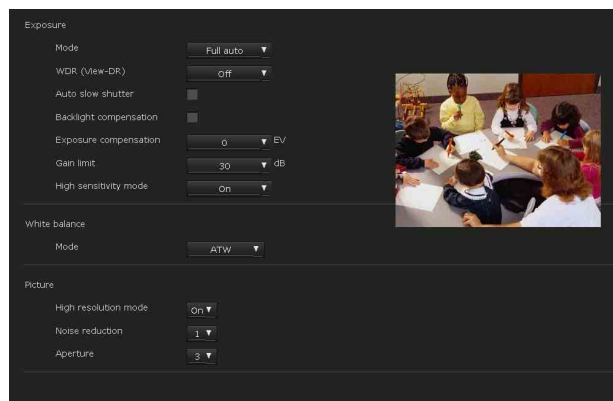 Exposure
Mode Full auto
WDR (View-DR) Off
Auto slow shutter
Backlight compensation
Exposure compensation 0 EV
Gain limit 30 dB
High sensitivity mode On
White balance
Mode ATW
Picture
High resolution mode On
Noise reduction 1
Aperture 3